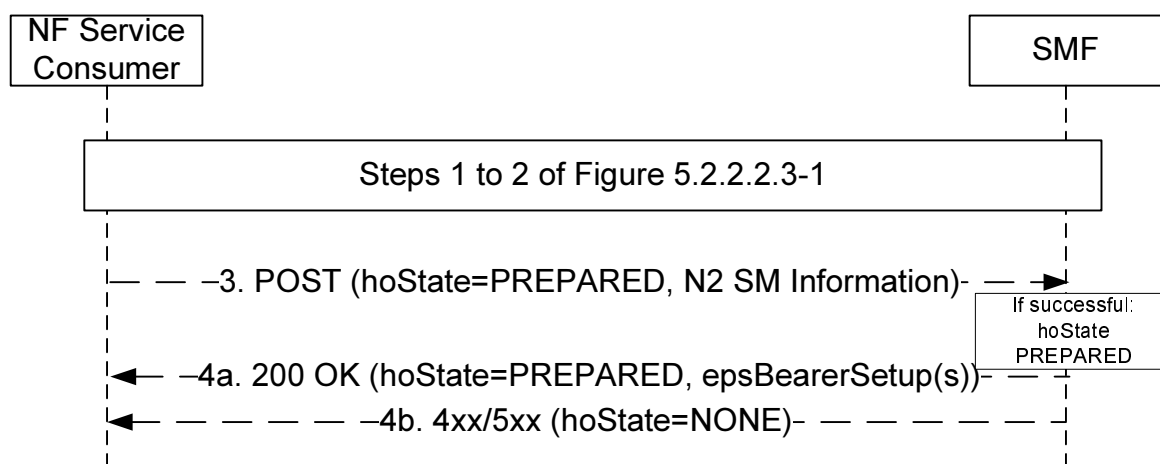 NF Service
Consumer
SMF
Steps 1 to 2 of Figure 5.2.2.2.3-1
3. POST (hoState=PREPARED, N2 SM Information)
If successful:
hoState
PREPARED
4a. 200 OK (hoState=PREPARED, epsBearerSetup(s))
4b. 4xx/5xx (hoState=NONE)